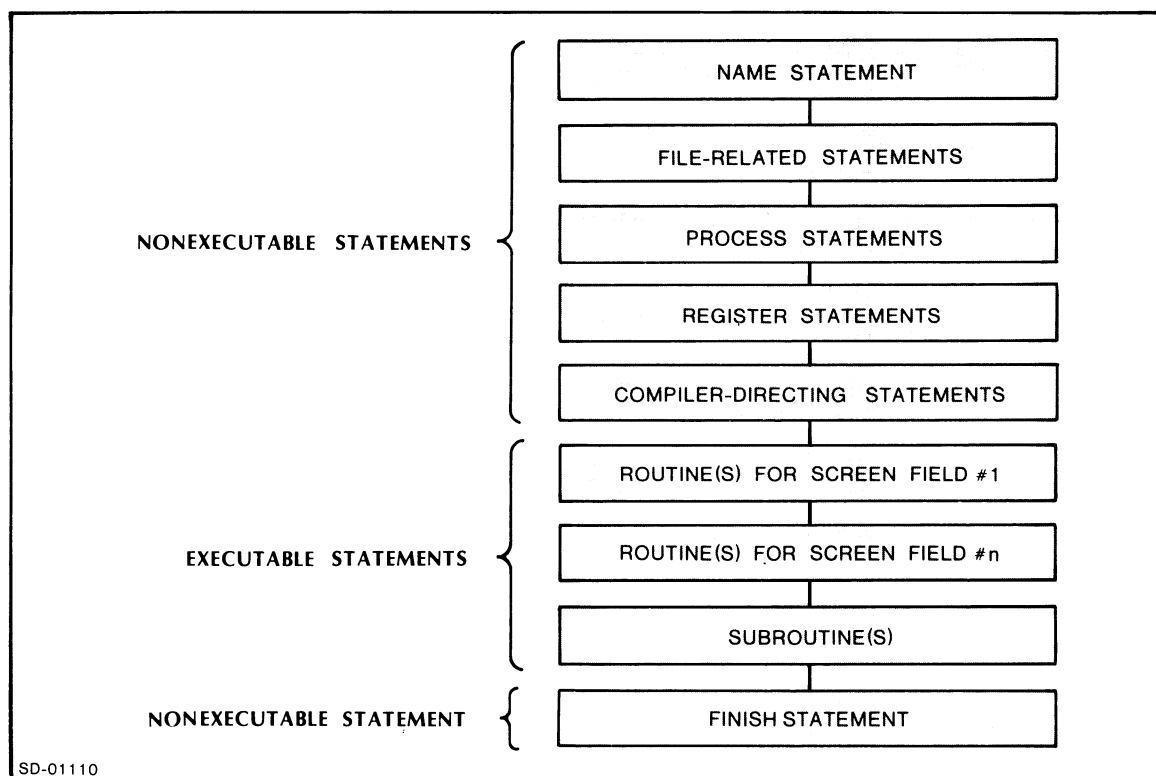 NAME STATEMENT
FILE-RELATED STATEMENTS
NONEXECUTABLE STATEMENTS
PROCESS STATEMENTS
REGISTER STATEMENTS
COMPILER-DIRECTING STATEMENTS
ROUTINE(S) FOR SCREEN FIELD #1
EXECUTABLE STATEMENTS
ROUTINE(S) FOR SCREEN FIELD #n
SUBROUTINE(S)
NONEXECUTABLE STATEMENT
FINISH STATEMENT
SD-01110